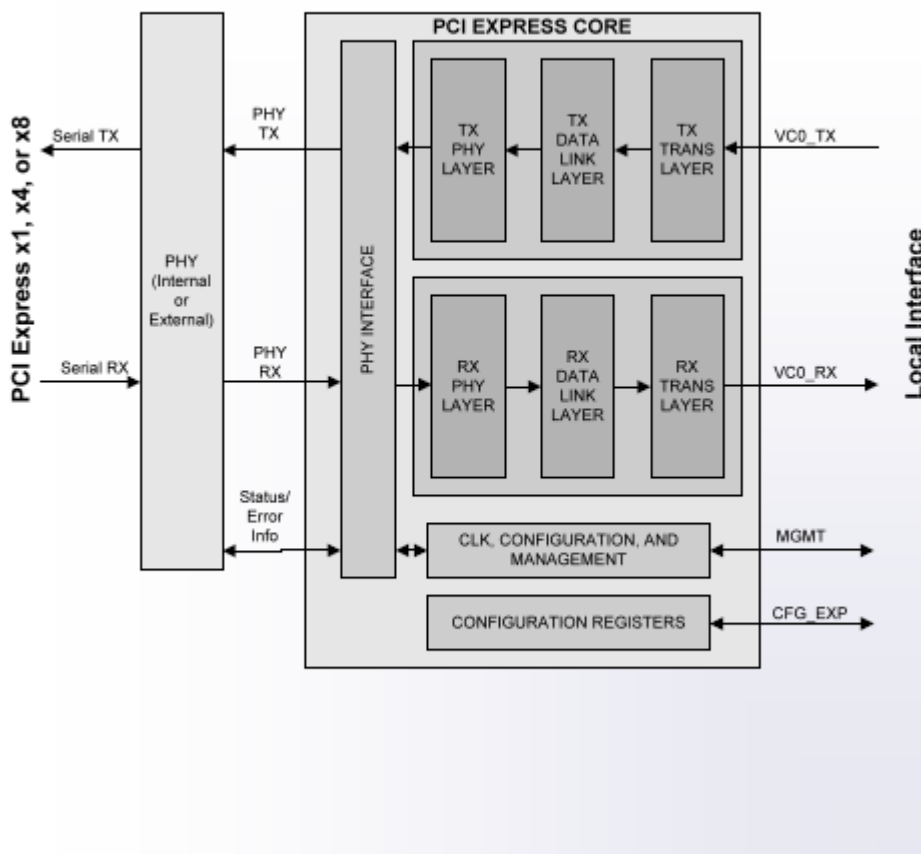 PCI EXPRESS CORE
PCI Express x1, x4, or x8
Serial TX
PHY
TX
TX
PHY
LAYER
TX
DATA
LINK
LAYER
TX
TRANS
LAYER
VC0_TX
PHY
(Internal
or
External)
PHY INTERFACE
Local Interface
Serial RX
PHY
RX
RX
PHY
LAYER
RX
DATA
LINK
LAYER
RX
TRANS
LAYER
VC0_RX
Status/
Error
Info
CLK, CONFIGURATION, AND
MANAGEMENT
MGMT
CONFIGURATION REGISTERS
CFG_EXP